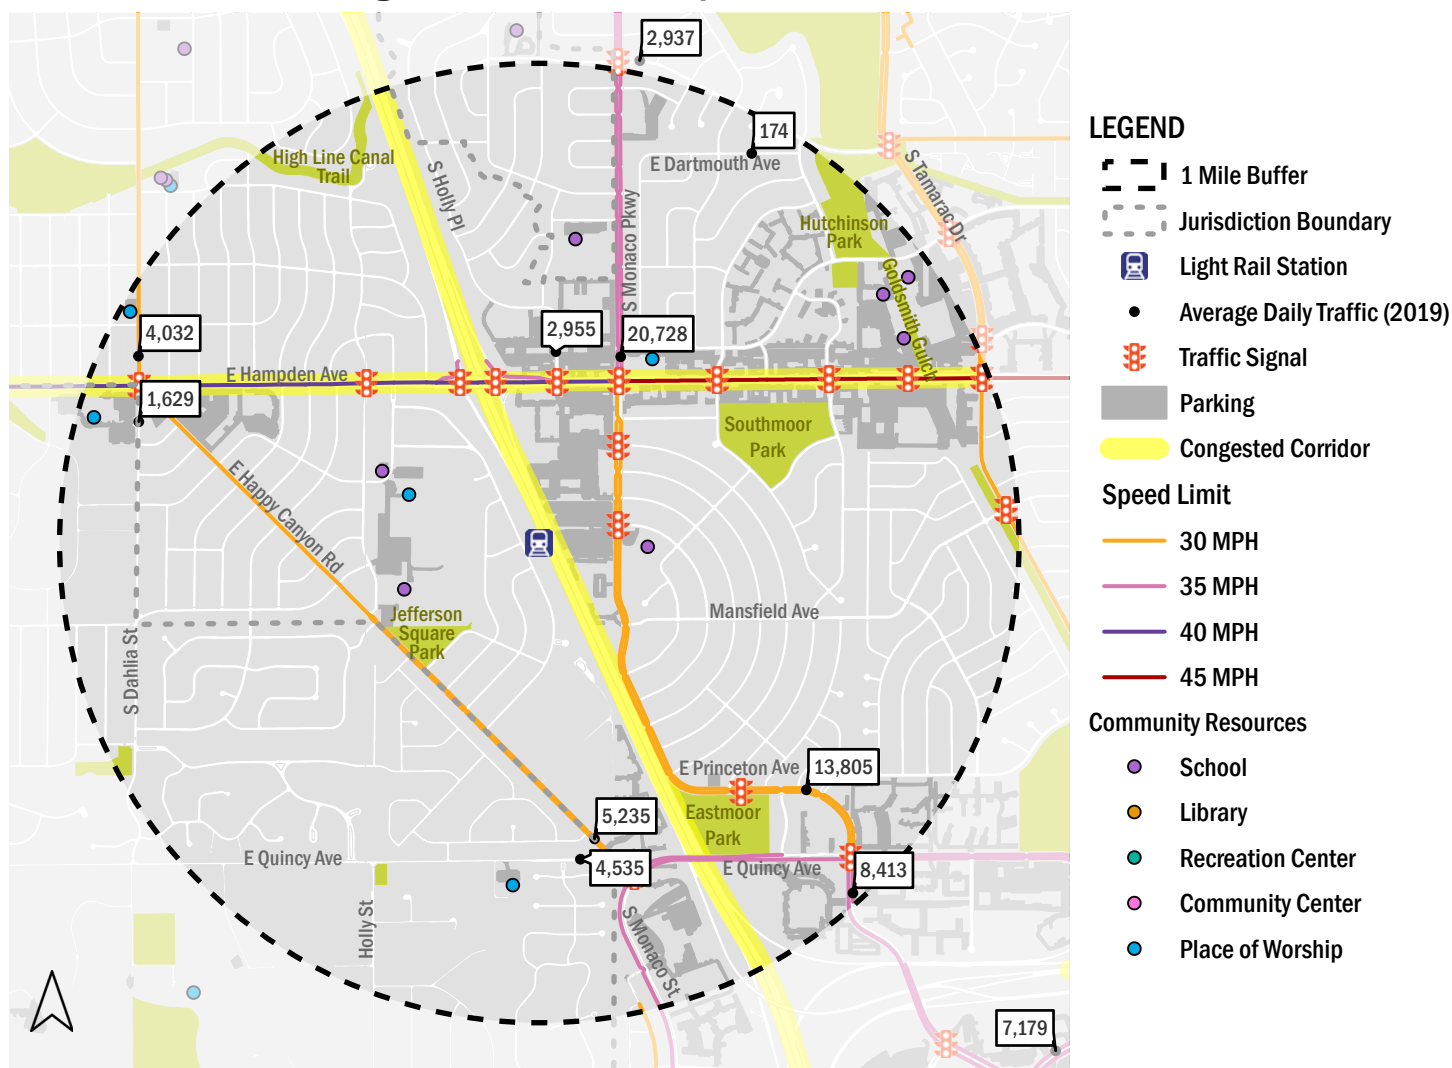 2,937
174
E Dartmouth Ave
High Line Canal
Trail
S Holly Pl
S Monaco Pkwy
S Tamarac Dr
Hutchinson
Park
Goldsmith Gulch
4,032
2,955
20,728
E Hampden Ave
1,629
Southmoor
Park
E Happy Canyon Rd
Jefferson
Square
Park
Mansfield Ave
S Dahlia St
E Princeton Ave
13,805
Eastmoor
Park
5,235
4,535
E Quincy Ave
E Quincy Ave
8,413
Holly St
S Monaco St
7,179
LEGEND
1 Mile Buffer
Jurisdiction Boundary
Light Rail Station
Average Daily Traffic (2019)
Traffic Signal
Parking
Congested Corridor
Speed Limit
30 MPH
35 MPH
40 MPH
45 MPH
Community Resources
School
Library
Recreation Center
Community Center
Place of Worship